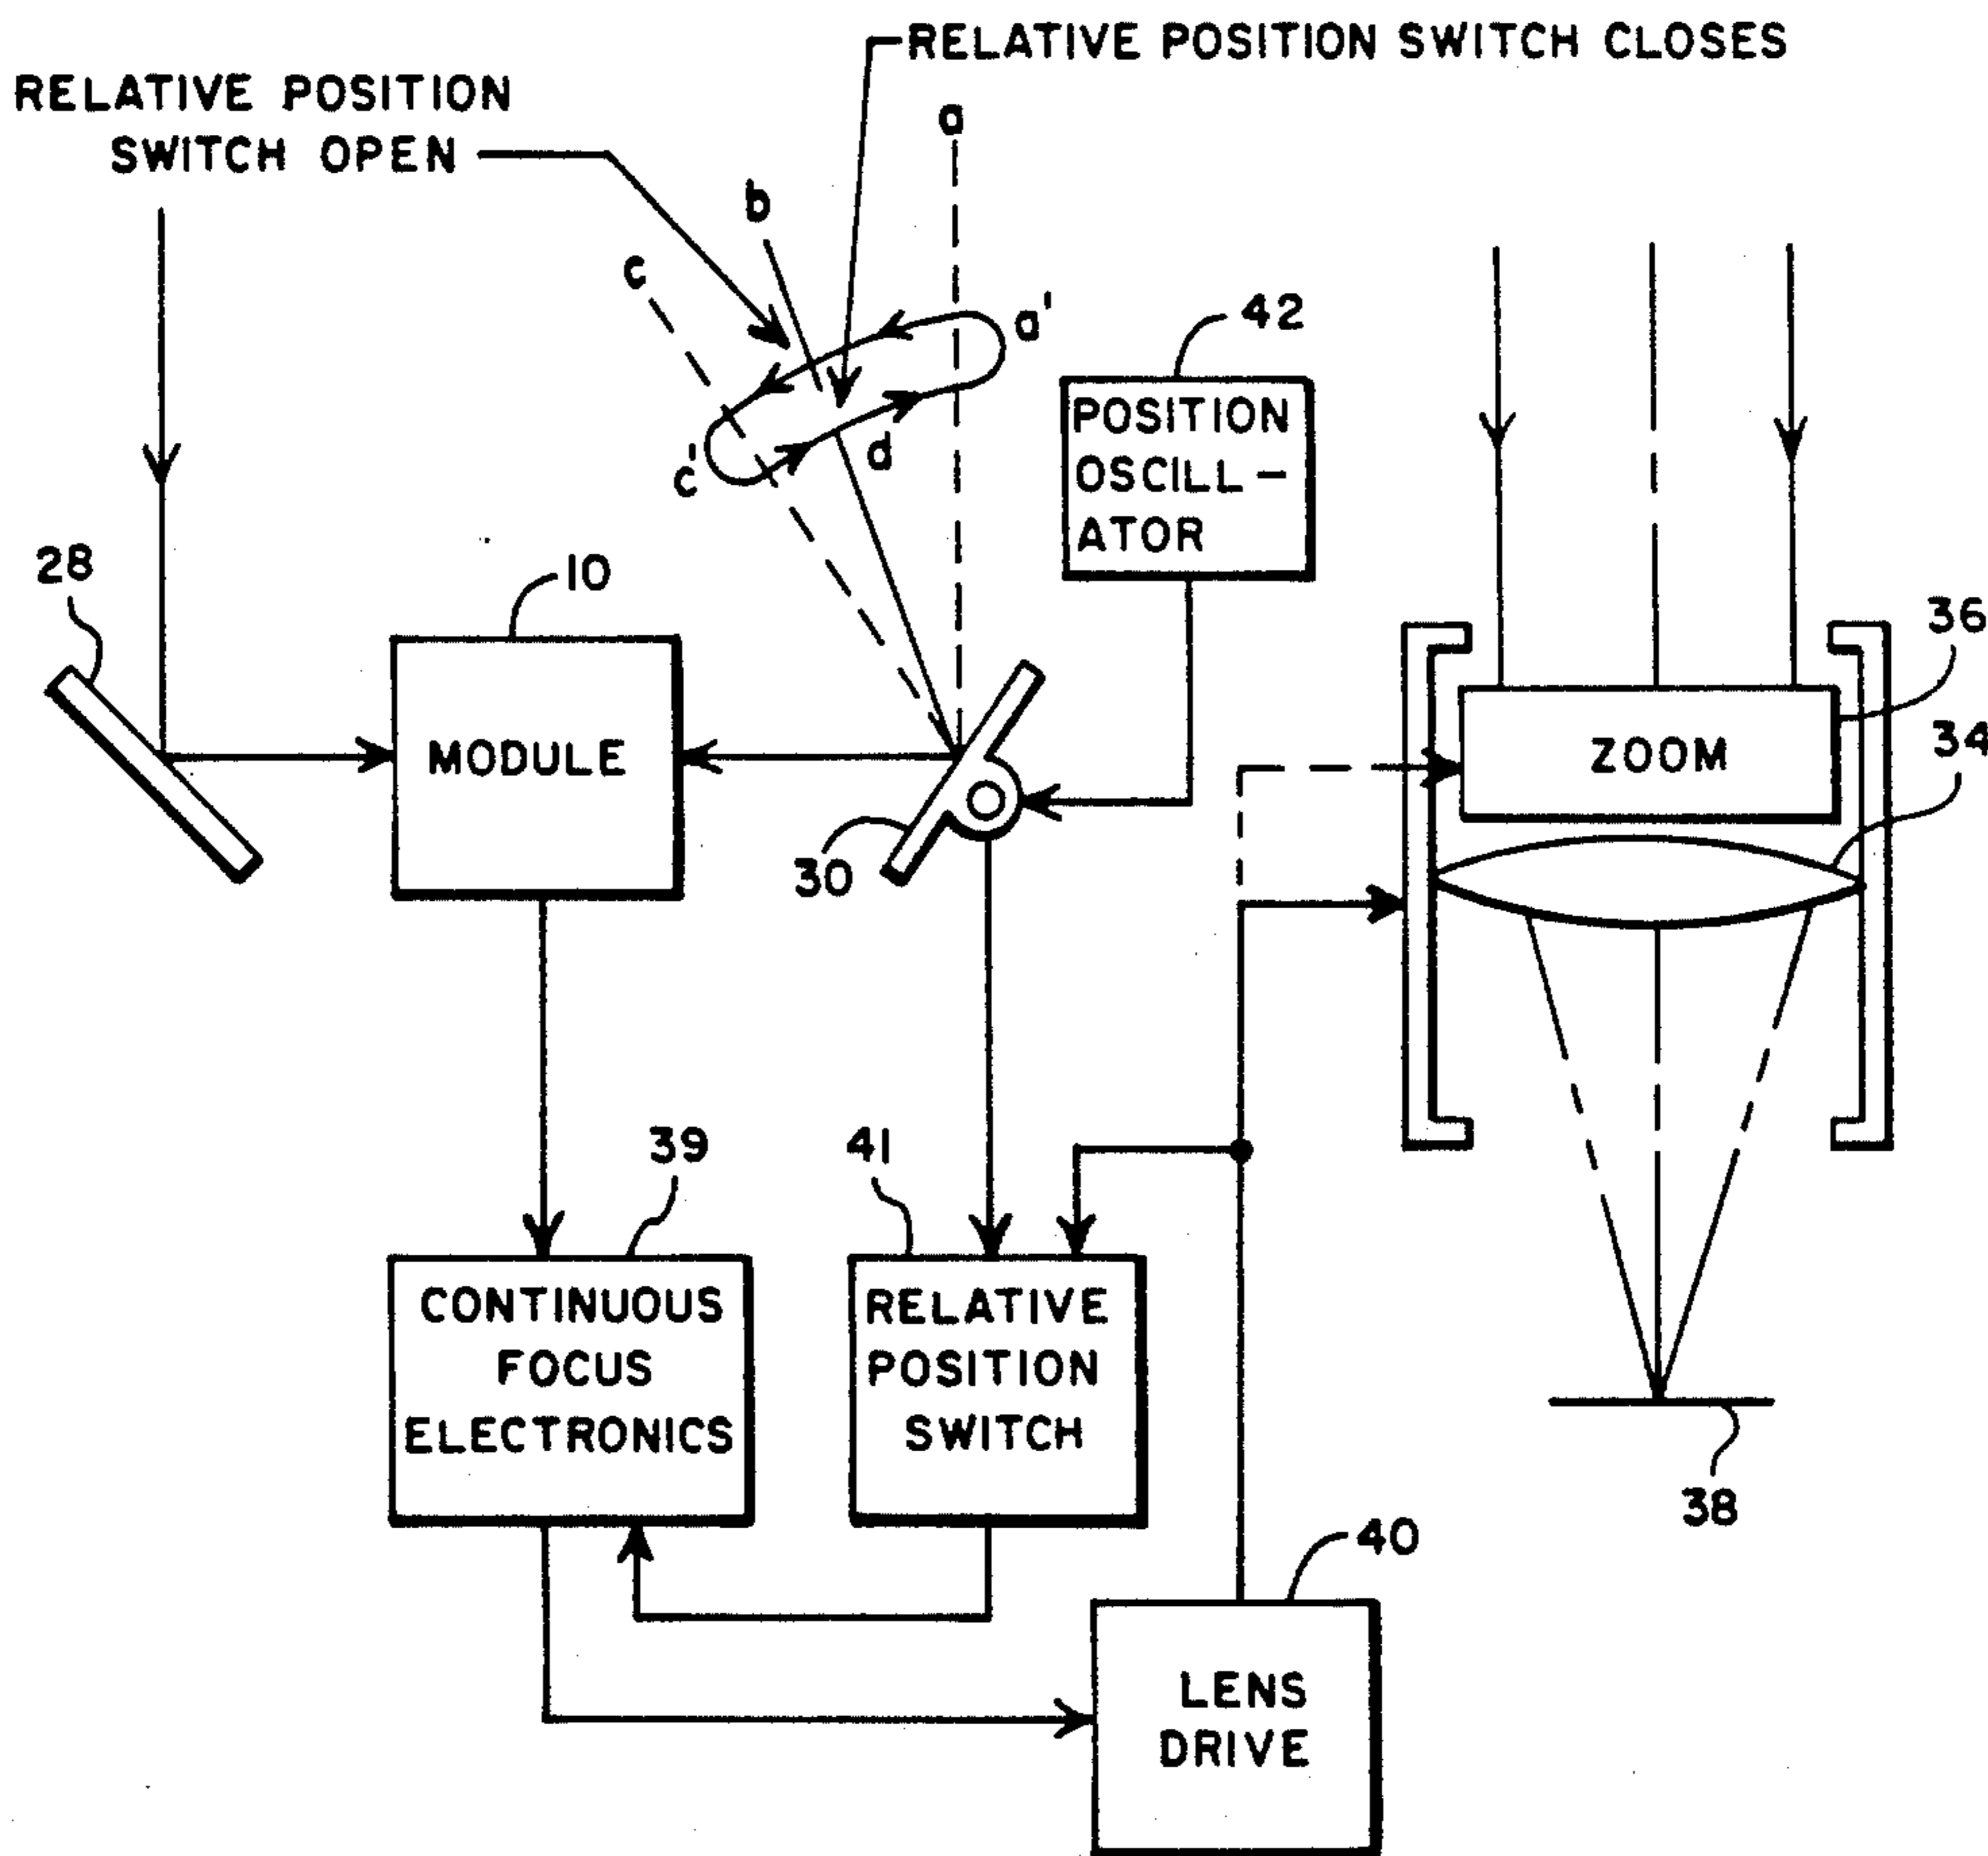 RELATIVE POSITION SWITCH CLOSES
RELATIVE POSITION
SWITCH OPEN
a
b
c
a'
42
POSITION
OSCILL-
ATOR
d
c'
28
10
36
MODULE
ZOOM
34
30
39
41
CONTINUOUS
FOCUS
ELECTRONICS
RELATIVE
POSITION
SWITCH
38
40
LENS
DRIVE